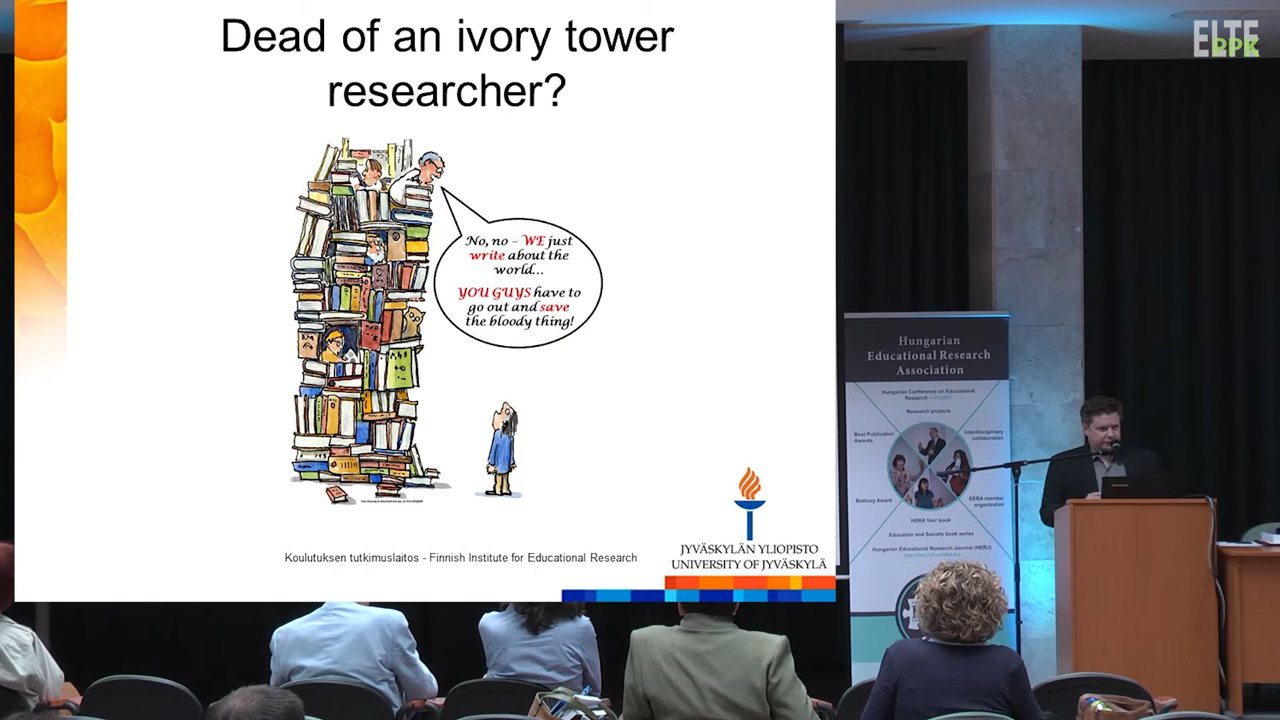 Dead of an ivory tower
researcher?
No, no – WE just
write about the
world...
YOU GUYS have to
go out and save
the bloody thing!
Koulutuksen tutkimuslaitos - Finnish Institute for Educational Research
JYVÄSKYLÄN YLIOPISTO
UNIVERSITY OF JYVÄSKYLÄ
ELTE
PPK
Hungarian
Educational Research
Association
Hungarian Conference on Educational
Research –
Research projects
Best Publication
Awards
Interdisciplinary
collaboration
Bathory Award
EERA member
organization
HERA Year book
Education and Society book series
Hungarian Educational Research Journal (HERJ)